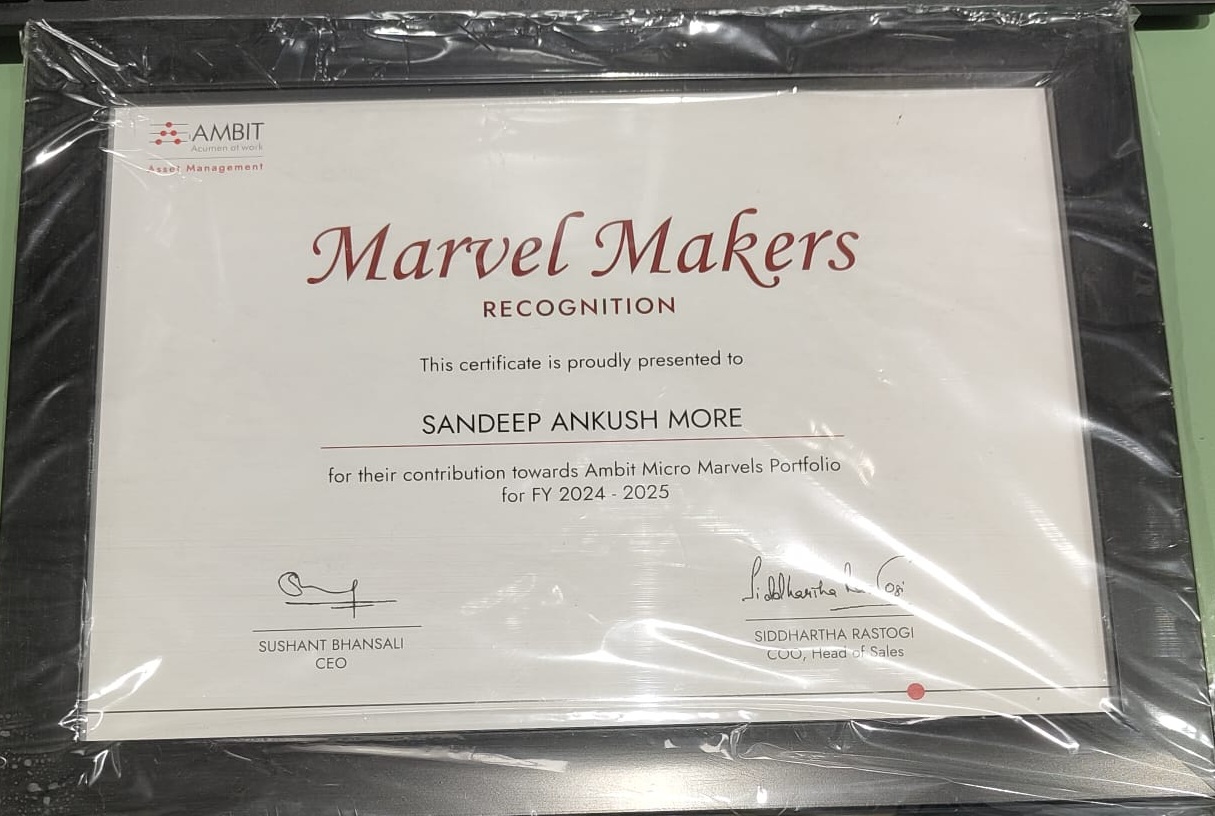 AMBIT
Acumen at work
Asset Management
Marvel Makers
RECOGNITION
This certificate is proudly presented to
SANDEEP ANKUSH MORE
for their contribution towards Ambit Micro Marvels Portfolio
for FY 2024 - 2025
Siddhartha Rastogi
SUSHANT BHANSALI
CEO
SIDDHARTHA RASTOGI
COO, Head of Sales